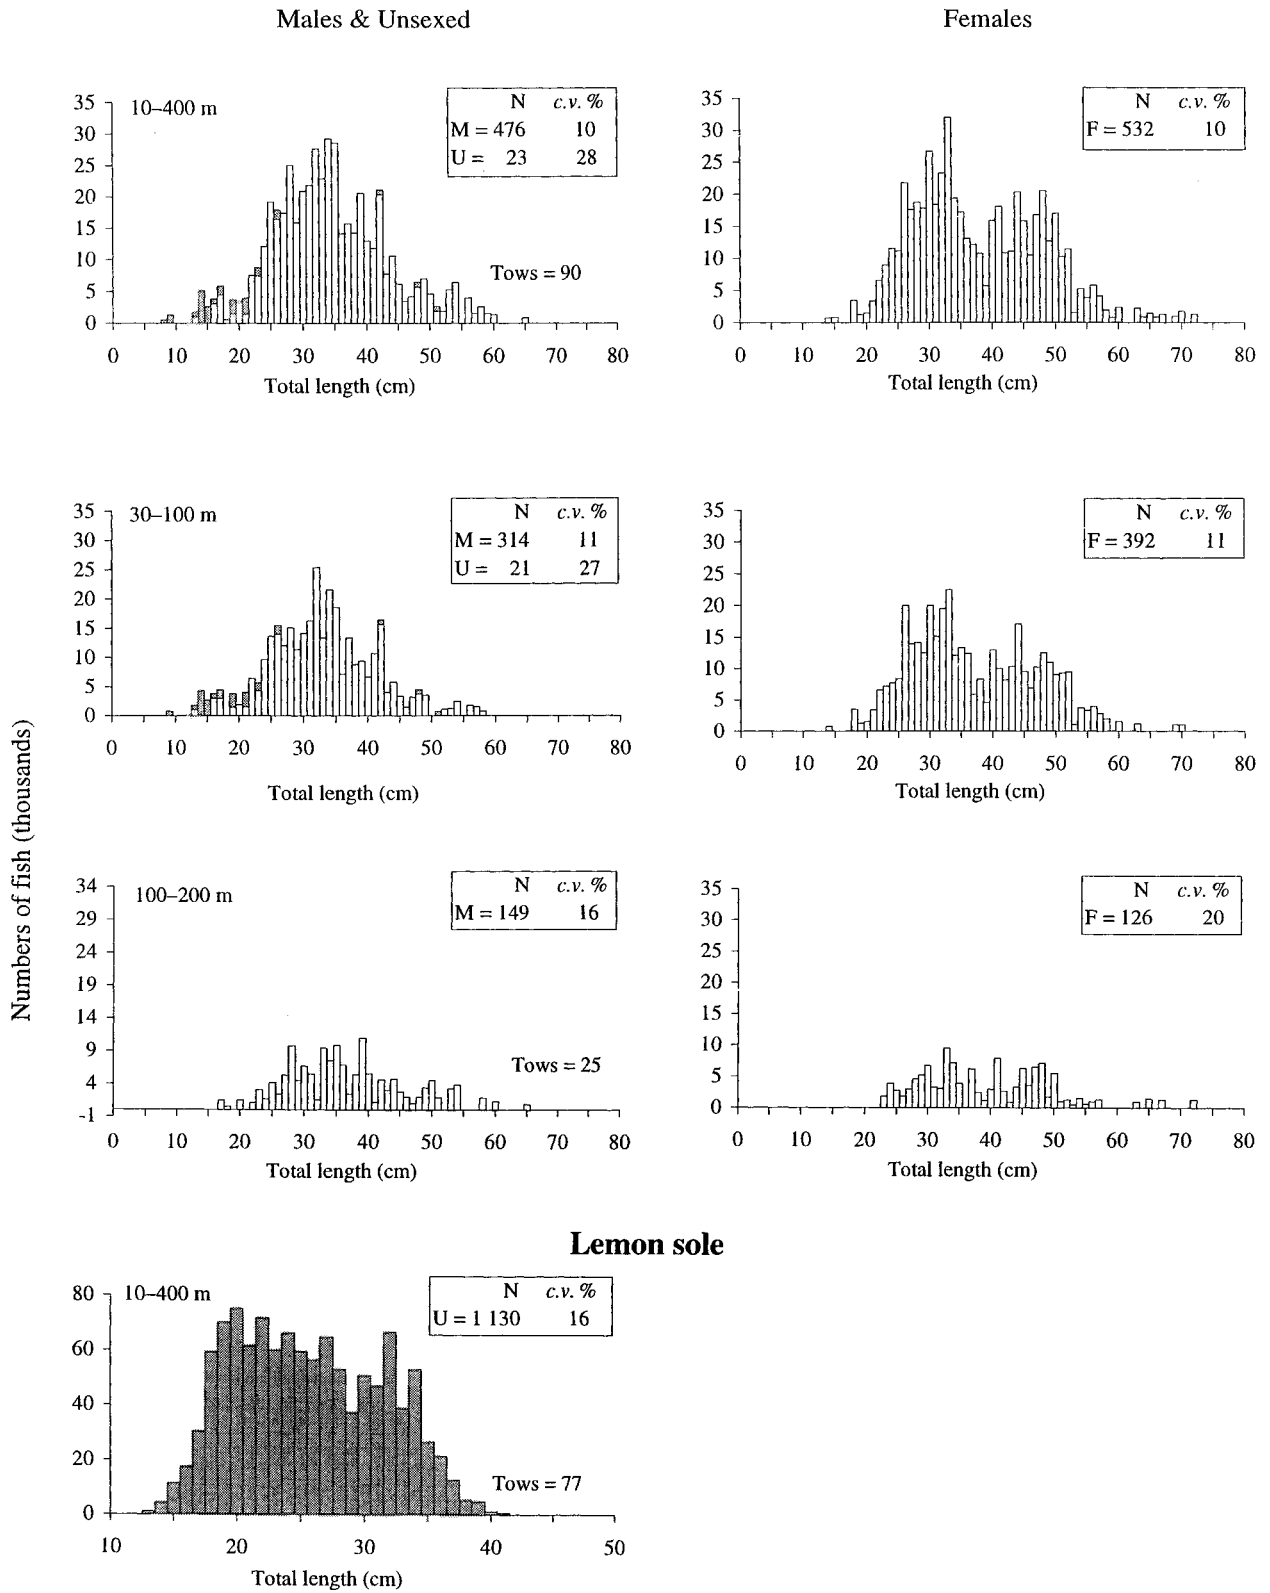 Males & Unsexed
Females
10–400 m
N c.v. %
M = 476 10
U = 23 28
Tows = 90
35
30
25
20
15
10
5
0
0 10 20 30 40 50 60 70 80
Total length (cm)
N c.v. %
F = 532 10
35
30
25
20
15
10
5
0
0 10 20 30 40 50 60 70 80
Total length (cm)
Numbers of fish (thousands)
30–100 m
N c.v. %
M = 314 11
U = 21 27
35
30
25
20
15
10
5
0
0 10 20 30 40 50 60 70 80
Total length (cm)
N c.v. %
F = 392 11
35
30
25
20
15
10
5
0
0 10 20 30 40 50 60 70 80
Total length (cm)
100–200 m
N c.v. %
M = 149 16
Tows = 25
34
29
24
19
14
9
4
-1
0 10 20 30 40 50 60 70 80
Total length (cm)
N c.v. %
F = 126 20
35
30
25
20
15
10
5
0
0 10 20 30 40 50 60 70 80
Total length (cm)
Lemon sole
10–400 m
N c.v. %
U = 1 130 16
Tows = 77
80
60
40
20
0
10 20 30 40 50
Total length (cm)